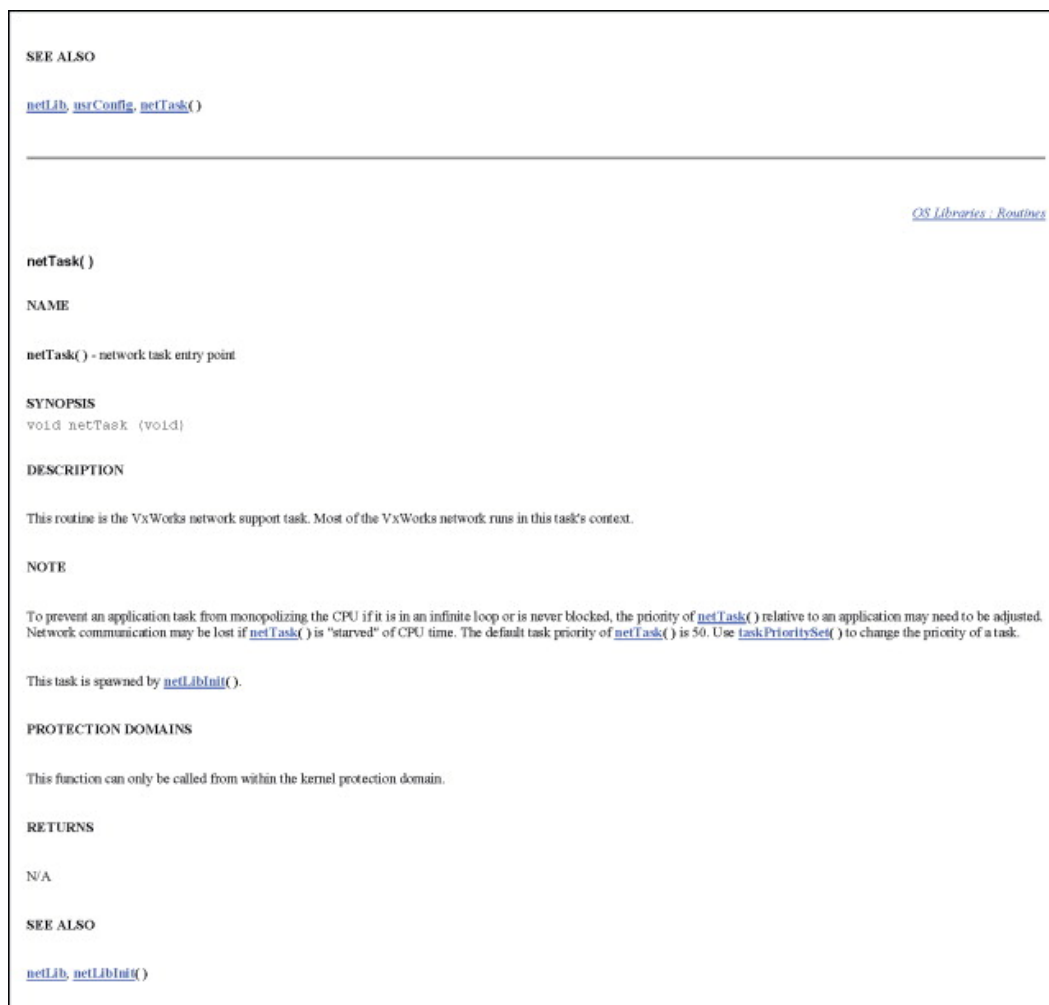 SEE ALSO
netLib, usrConfig, netTask( )
OS Libraries : Routines
netTask( )
NAME
netTask( ) - network task entry point
SYNOPSIS
void netTask (void)
DESCRIPTION
This routine is the VxWorks network support task. Most of the VxWorks network runs in this task's context.
NOTE
To prevent an application task from monopolizing the CPU if it is in an infinite loop or is never blocked, the priority of netTask( ) relative to an application may need to be adjusted.
Network communication may be lost if netTask( ) is "starved" of CPU time. The default task priority of netTask( ) is 50. Use taskPrioritySet( ) to change the priority of a task.
This task is spawned by netLibInit( ).
PROTECTION DOMAINS
This function can only be called from within the kernel protection domain.
RETURNS
N/A
SEE ALSO
netLib, netLibInit( )